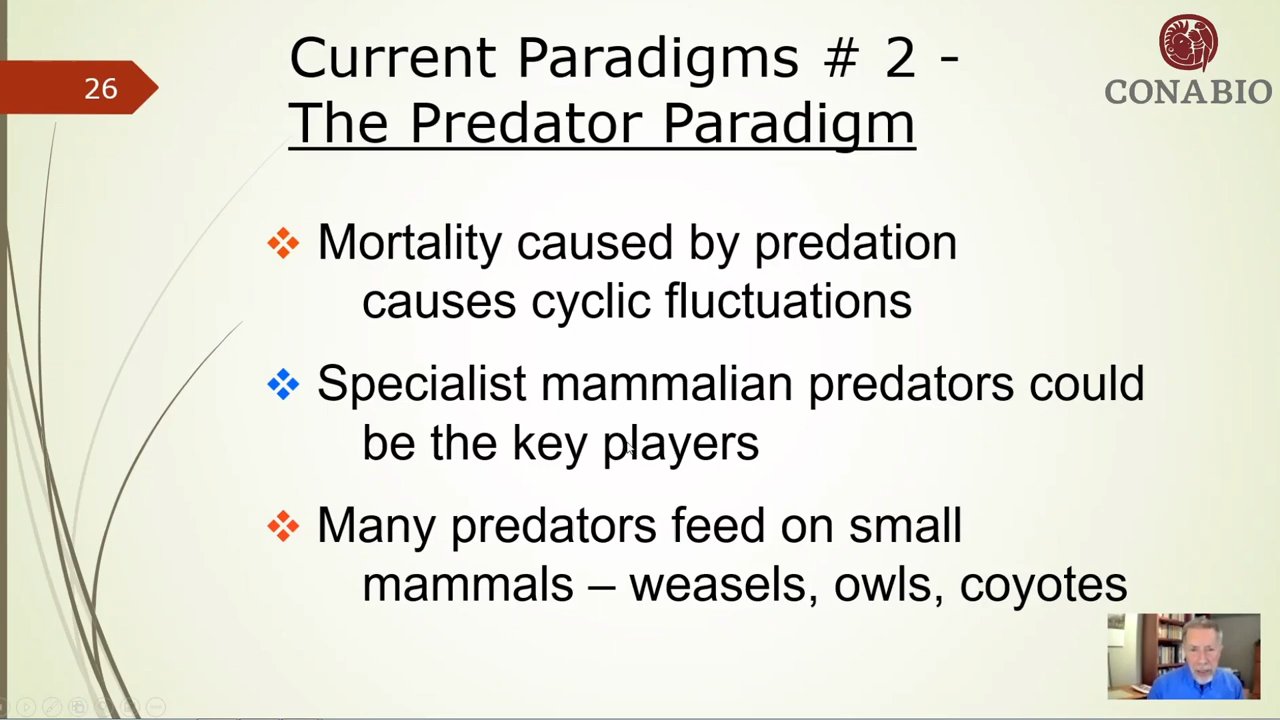 26
Current Paradigms # 2 -
The Predator Paradigm
CONABIO
Mortality caused by predation
causes cyclic fluctuations
Specialist mammalian predators could
be the key players
Many predators feed on small
mammals – weasels, owls, coyotes